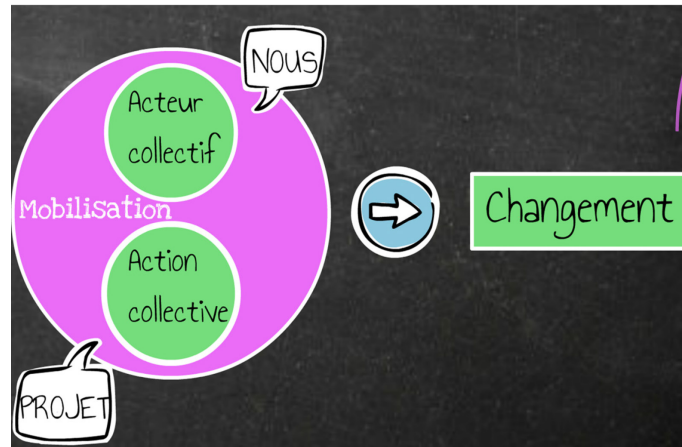 NOUS
Acteur
collectif
Mobilisation
Action
collective
PROJET
Changement